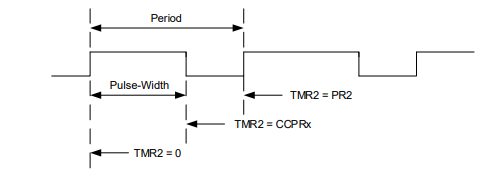 Period
Pulse-Width
TMR2 = PR2
TMR2 = CCPRx
TMR2 = 0